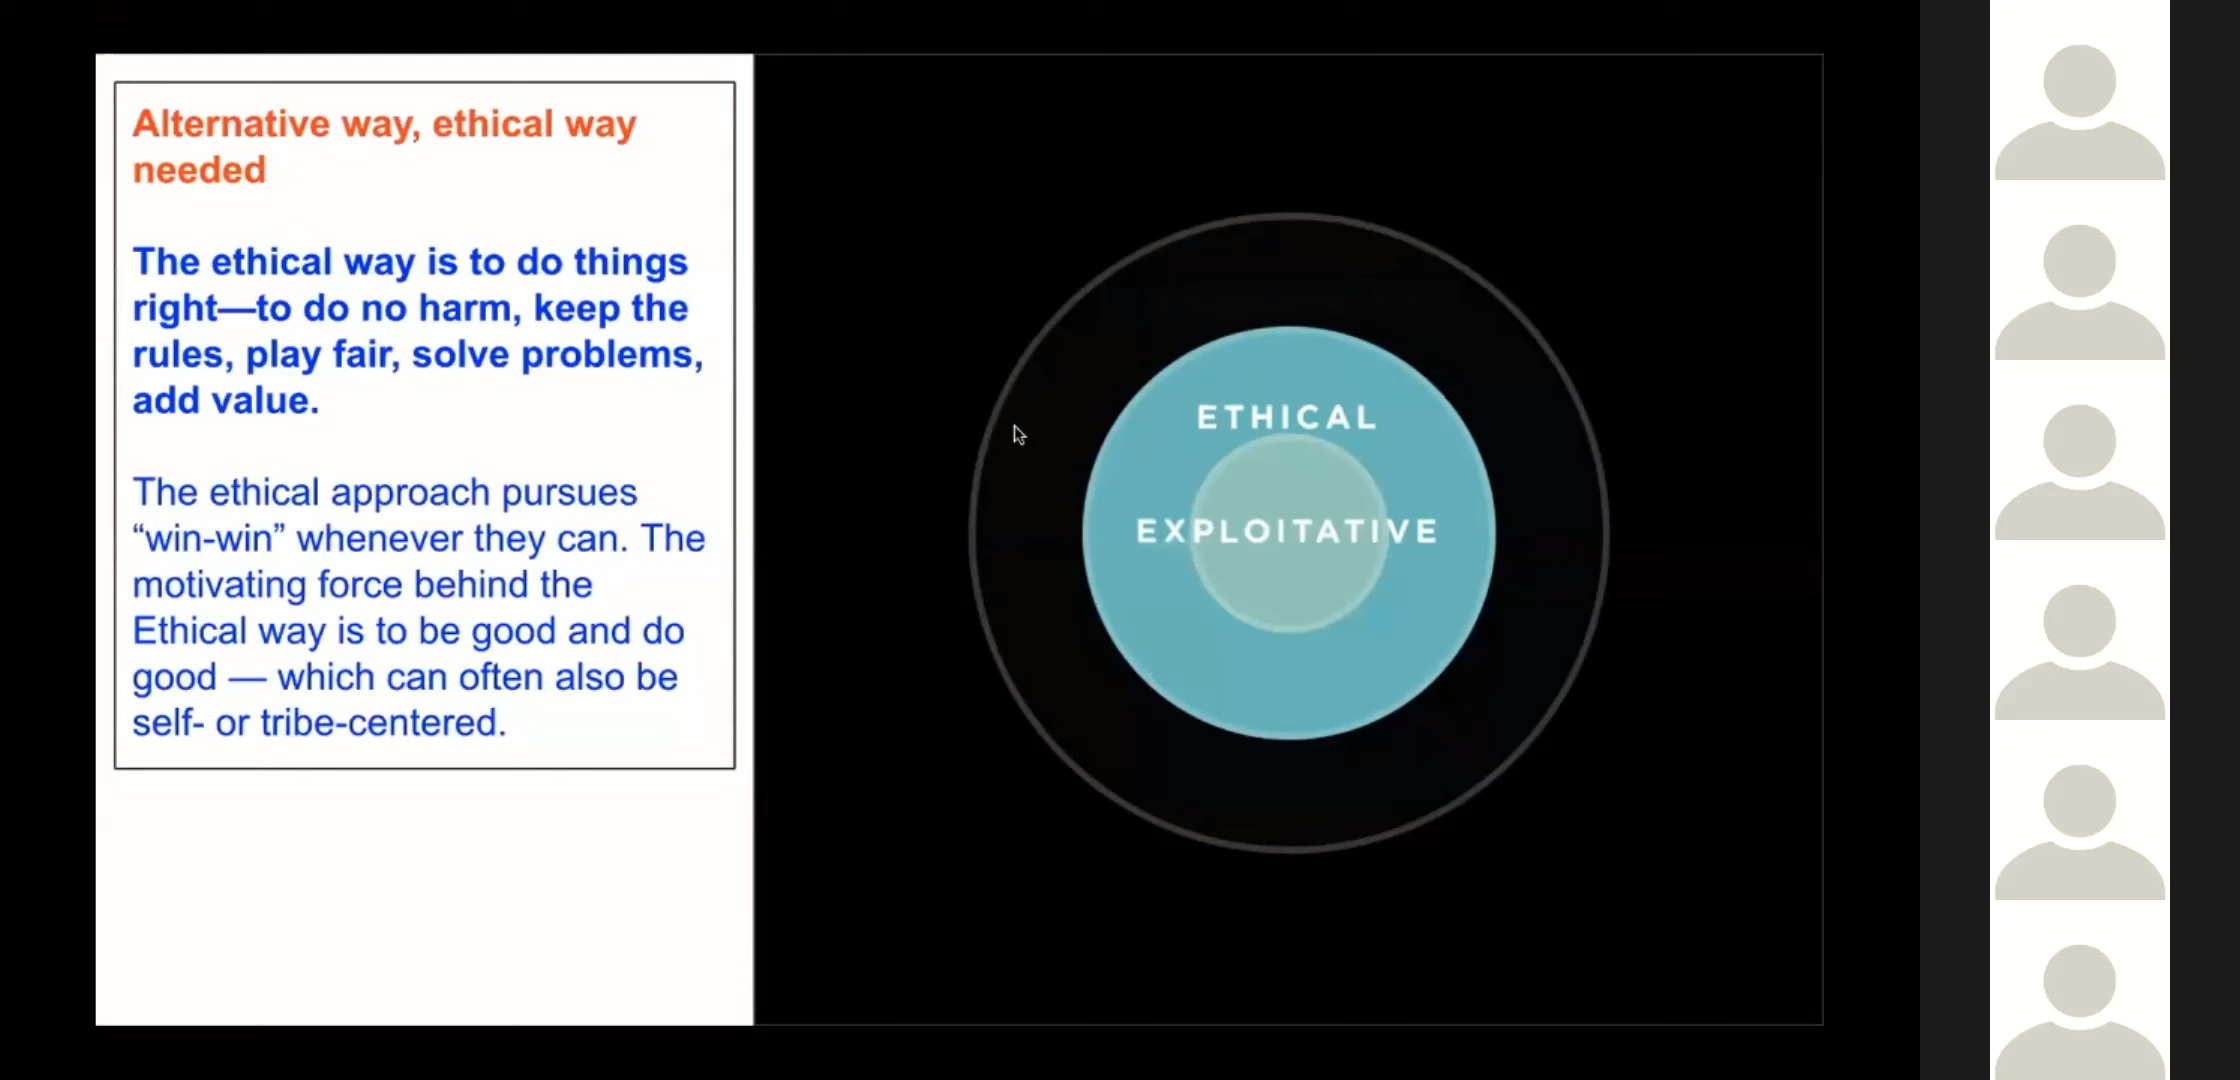 Alternative way, ethical way
needed
The ethical way is to do things
right—to do no harm, keep the
rules, play fair, solve problems,
add value.
The ethical approach pursues
“win-win” whenever they can. The
motivating force behind the
Ethical way is to be good and do
good — which can often also be
self- or tribe-centered.
ETHICAL
EXPLOITATIVE